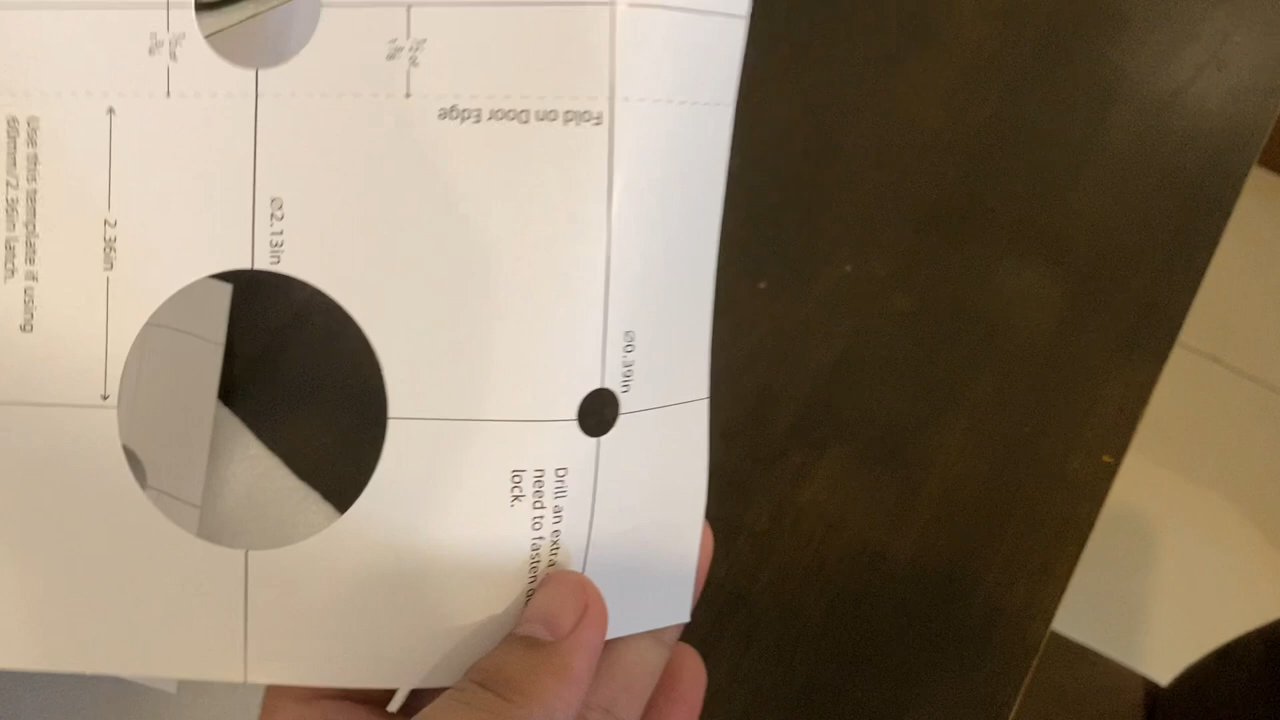 Fold on Door Edge
Use this template if using
60mm/2.36in latch.
2.36in
Ø2.13in
Ø0.39in
Drill an extra
need to fasten
lock.